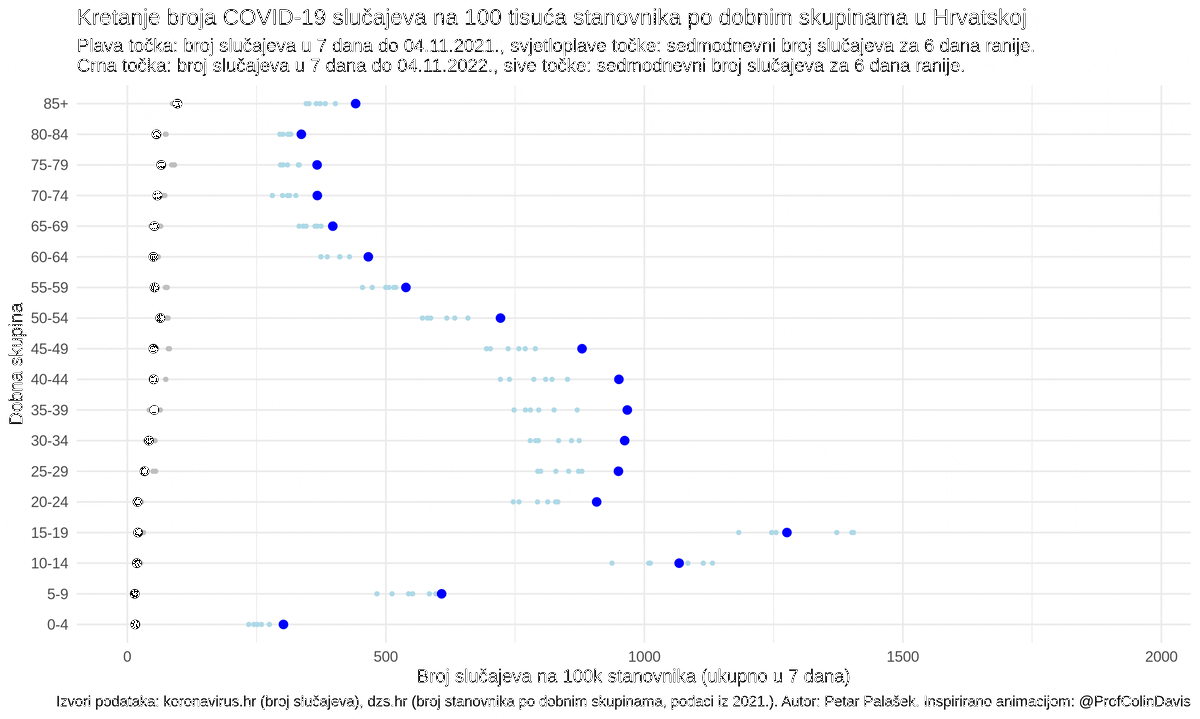 Kretanje broja COVID-19 slučajeva na 100 tisuća stanovnika po dobnim skupinama u Hrvatskoj
Plava točka: broj slučajeva u 7 dana do 04.11.2021., svjetloplave točke: sedmodnevni broj slučajeva za 6 dana ranije.
Crna točka: broj slučajeva u 7 dana do 04.11.2022., sive točke: sedmodnevni broj slučajeva za 6 dana ranije.
Dobna skupina
85+
80-84
75-79
70-74
65-69
60-64
55-59
50-54
45-49
40-44
35-39
30-34
25-29
20-24
15-19
10-14
5-9
0-4
0 500 1000 1500 2000
Broj slučajeva na 100k stanovnika (ukupno u 7 dana)
Izvori podataka: koronavirus.hr (broj slučajeva), dzs.hr (broj stanovnika po dobnim skupinama, podaci iz 2021.). Autor: Petar Palašek. Inspirirano animacijom: @ProfColinDavis